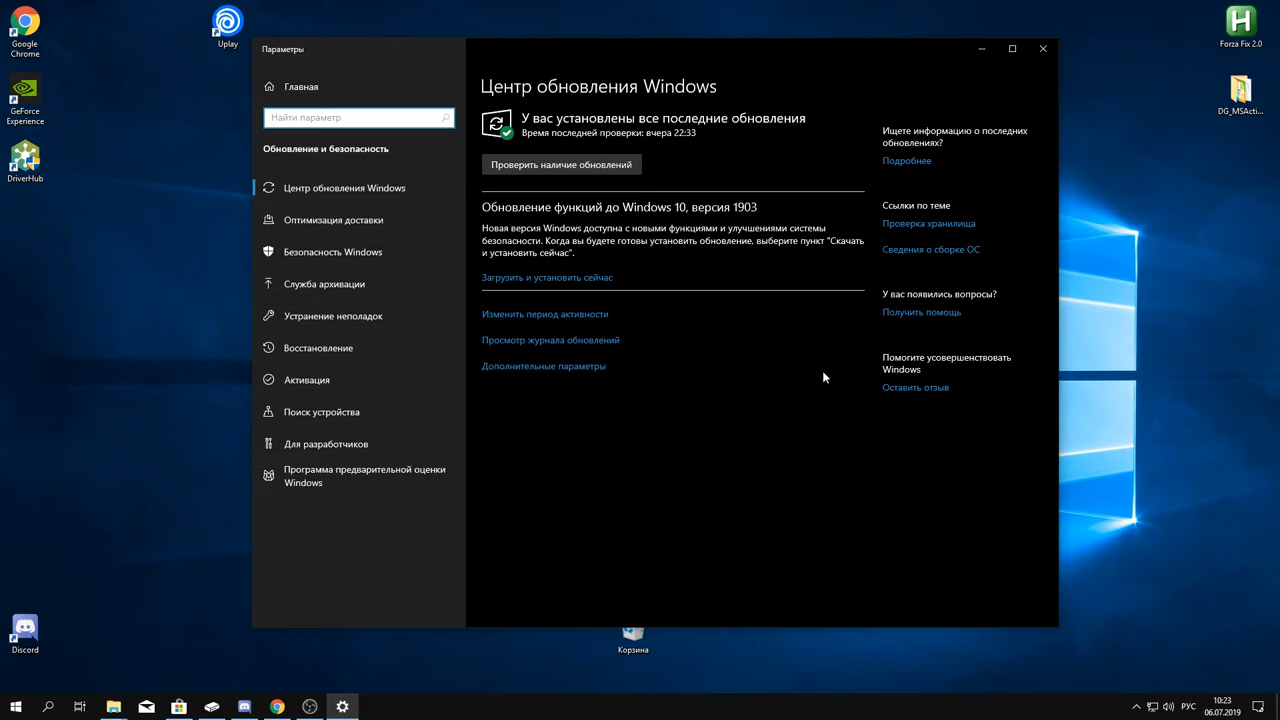 Google
Chrome
Uplay
GeForce
Experience
DriverHub
Discord
Forza Fix 2.0
DG_MSActi...
Параметры
Главная
Найти параметр
Обновление и безопасность
Центр обновления Windows
Оптимизация доставки
Безопасность Windows
Служба архивации
Устранение неполадок
Восстановление
Активация
Поиск устройства
Для разработчиков
Программа предварительной оценки
Windows
Центр обновления Windows
У вас установлены все последние обновления
Время последней проверки: вчера 22:33
Проверить наличие обновлений
Обновление функций до Windows 10, версия 1903
Новая версия Windows доступна с новыми функциями и улучшениями системы
безопасности. Когда вы будете готовы установить обновление, выберите пункт "Скачать
и установить сейчас".
Загрузить и установить сейчас
Изменить период активности
Просмотр журнала обновлений
Дополнительные параметры
Ищете информацию о последних
обновлениях?
Подробнее
Ссылки по теме
Проверка хранилища
Сведения о сборке ОС
У вас появились вопросы?
Получить помощь
Помогите усовершенствовать
Windows
Оставить отзыв
Корзина
РУС
10:23
06.07.2019